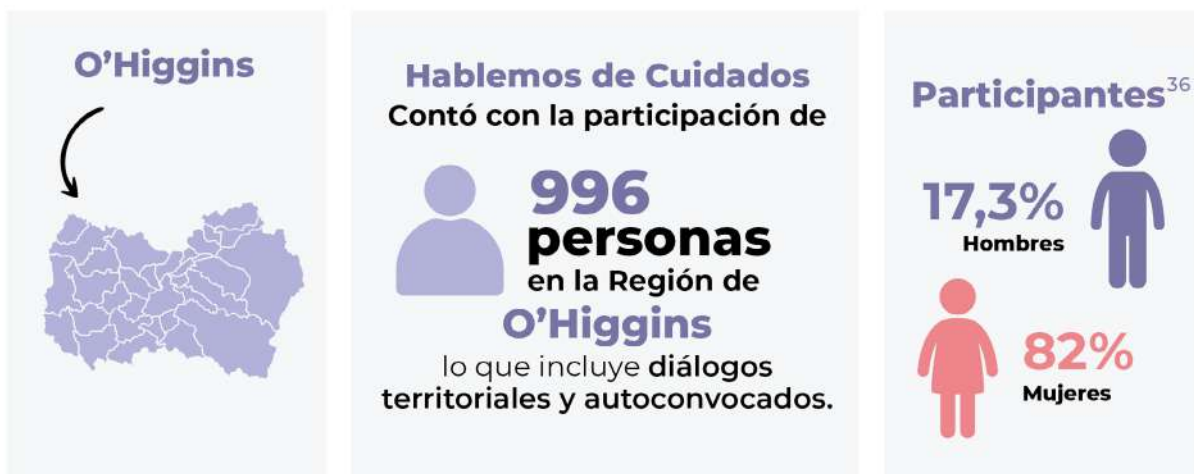 O'Higgins
Hablemos de Cuidados
Contó con la participación de
996
personas
en la Región de
O'Higgins
lo que incluye diálogos
territoriales y autoconvocados.
Participantes36
17,3%
Hombres
82%
Mujeres